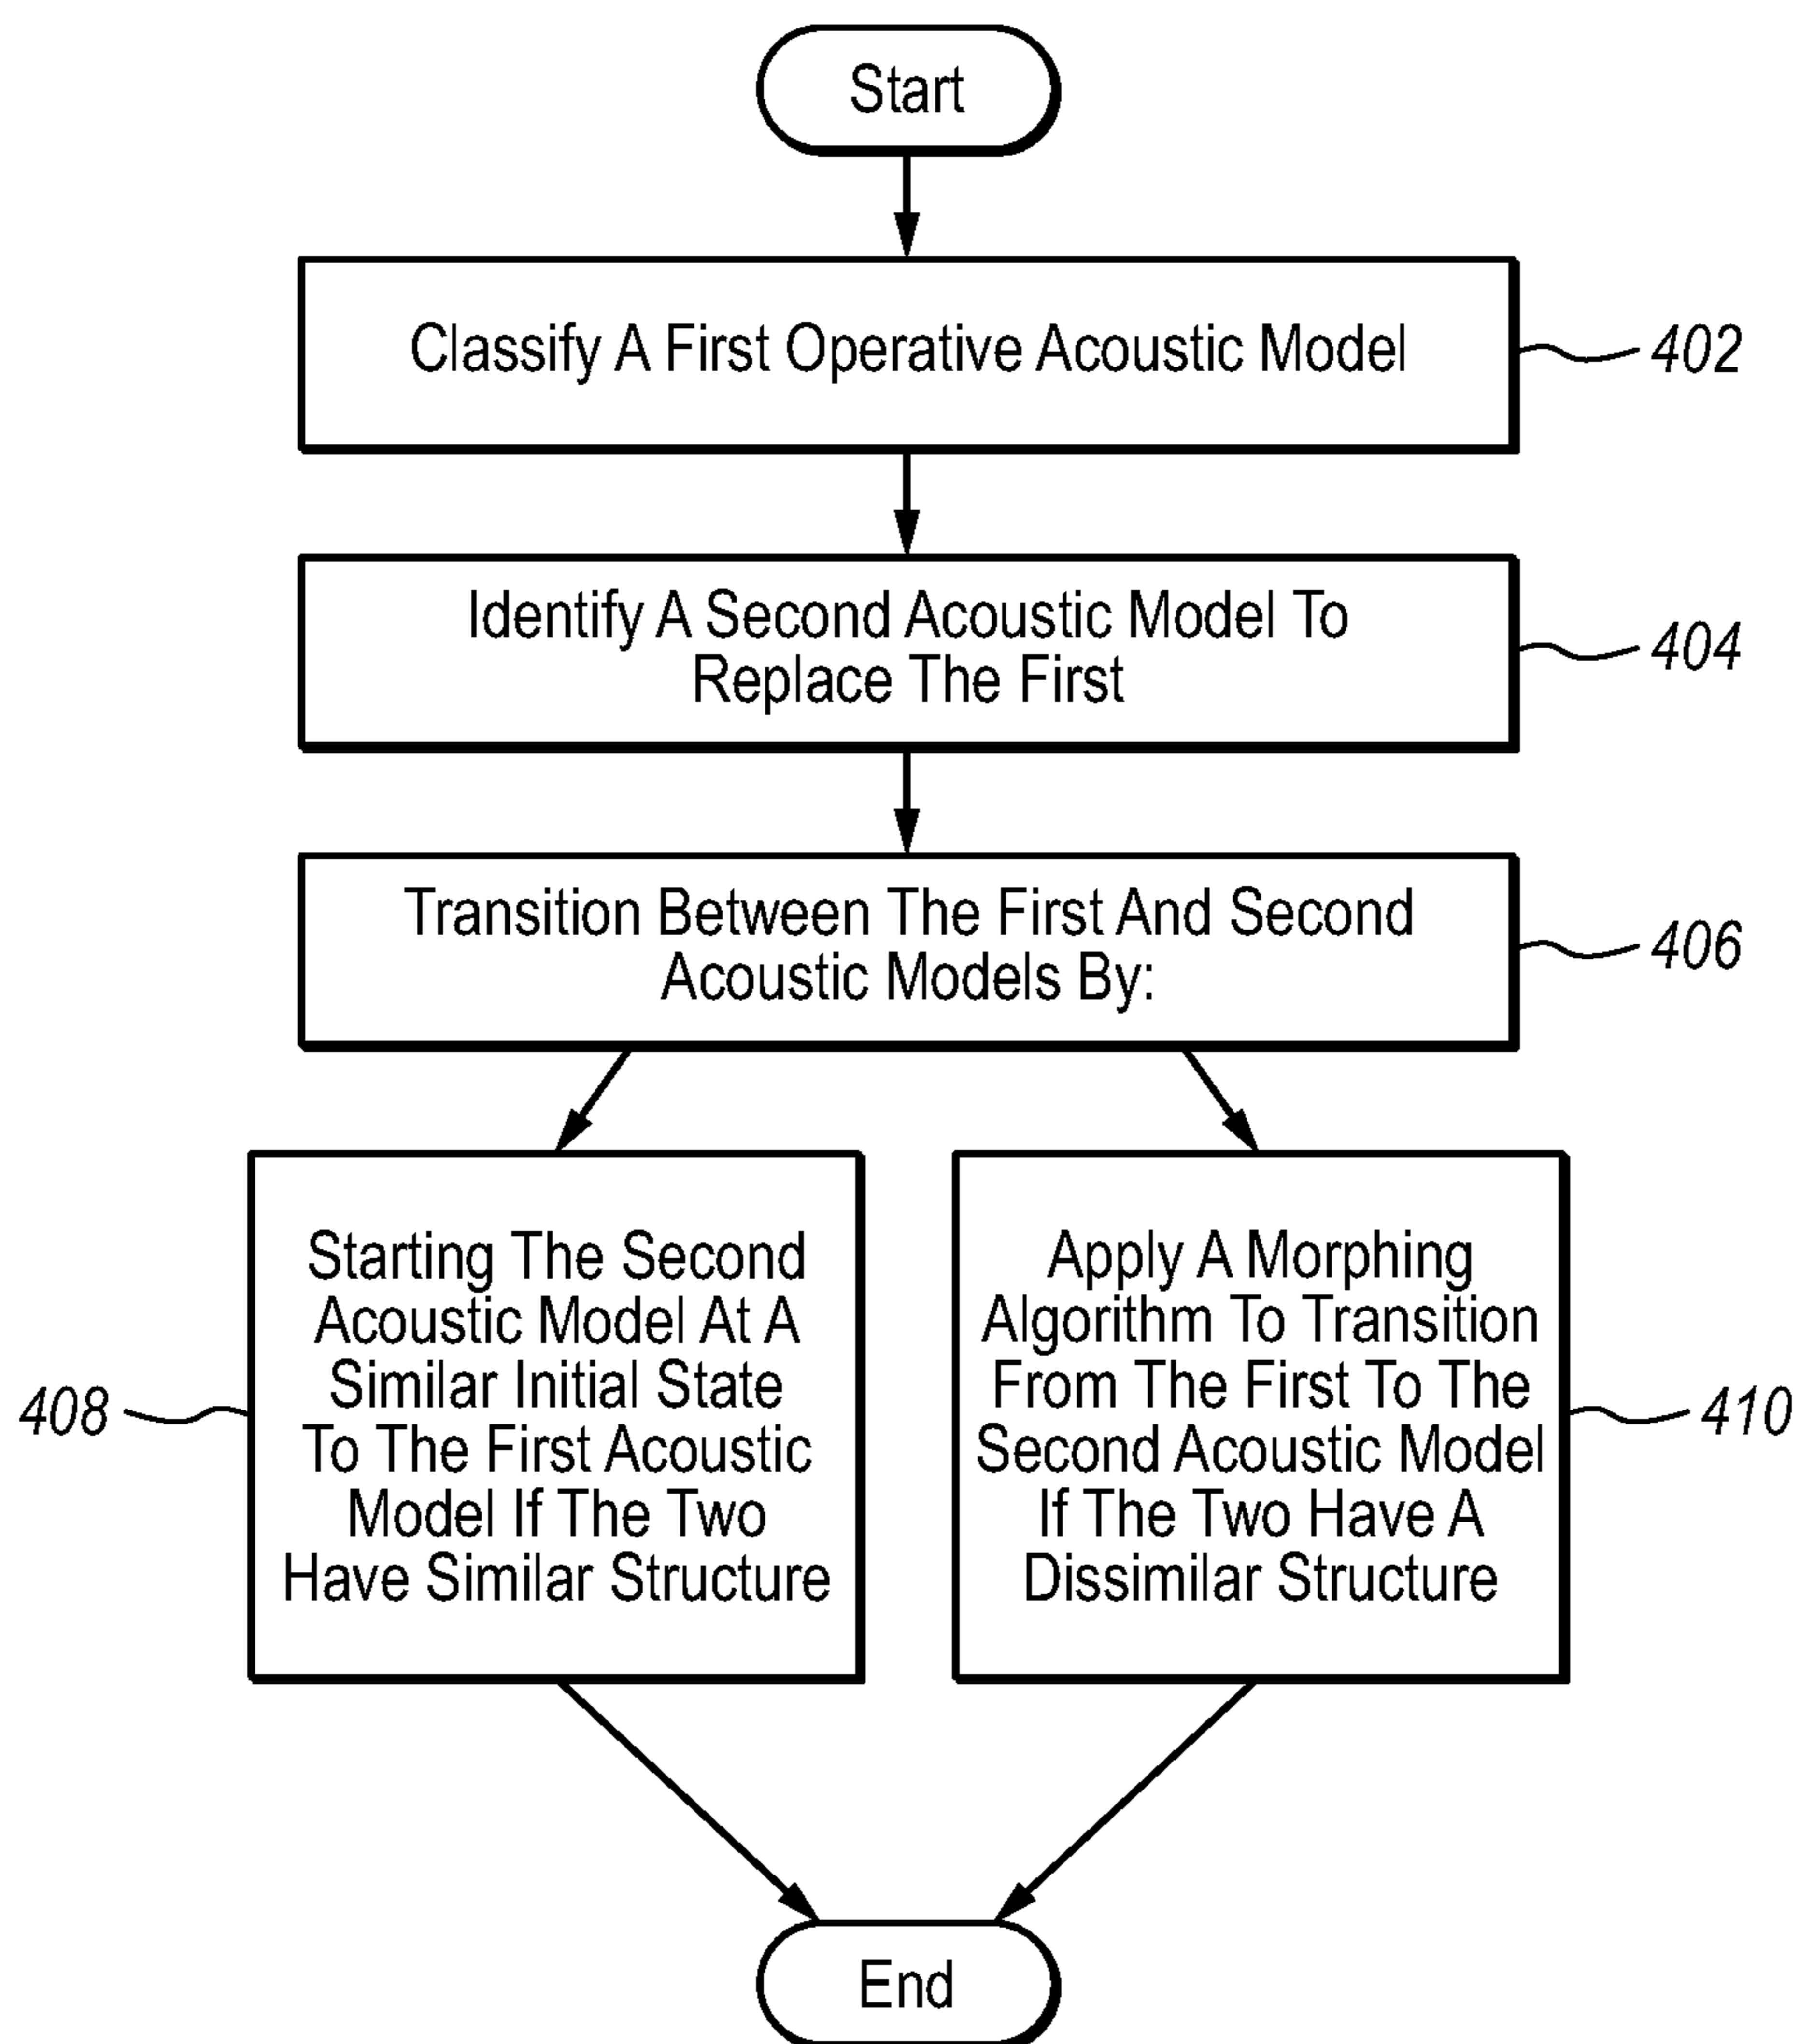 Start
Classify A First Operative Acoustic Model
402
Identify A Second Acoustic Model To
Replace The First
404
Transition Between The First And Second
Acoustic Models By:
406
Starting The Second
Acoustic Model At A
Similar Initial State
To The First Acoustic
Model If The Two
Have Similar Structure
408
Apply A Morphing
Algorithm To Transition
From The First To The
Second Acoustic Model
If The Two Have A
Dissimilar Structure
410
End